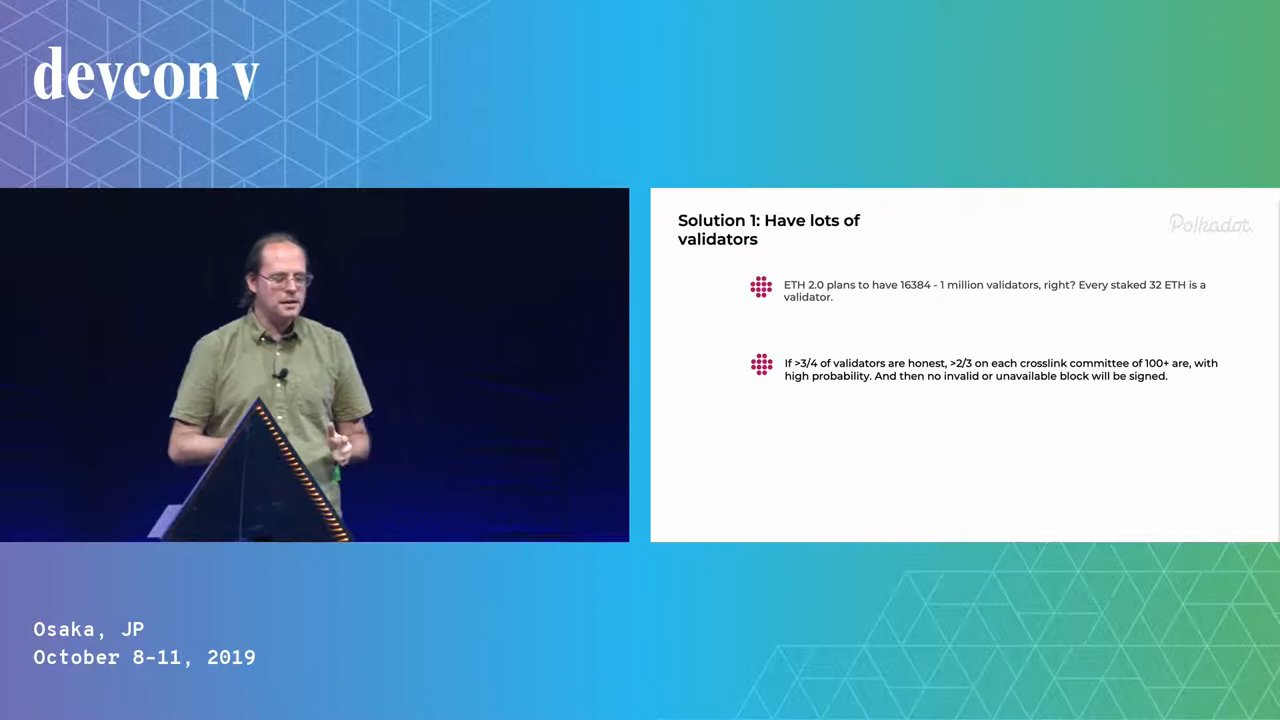 devcon v
Solution 1: Have lots of
validators
Polkadot.
ETH 2.0 plans to have 16384 - 1 million validators, right? Every staked 32 ETH is a
validator.
If >3/4 of validators are honest, >2/3 on each crosslink committee of 100+ are, with
high probability. And then no invalid or unavailable block will be signed.
Osaka, JP
October 8-11, 2019